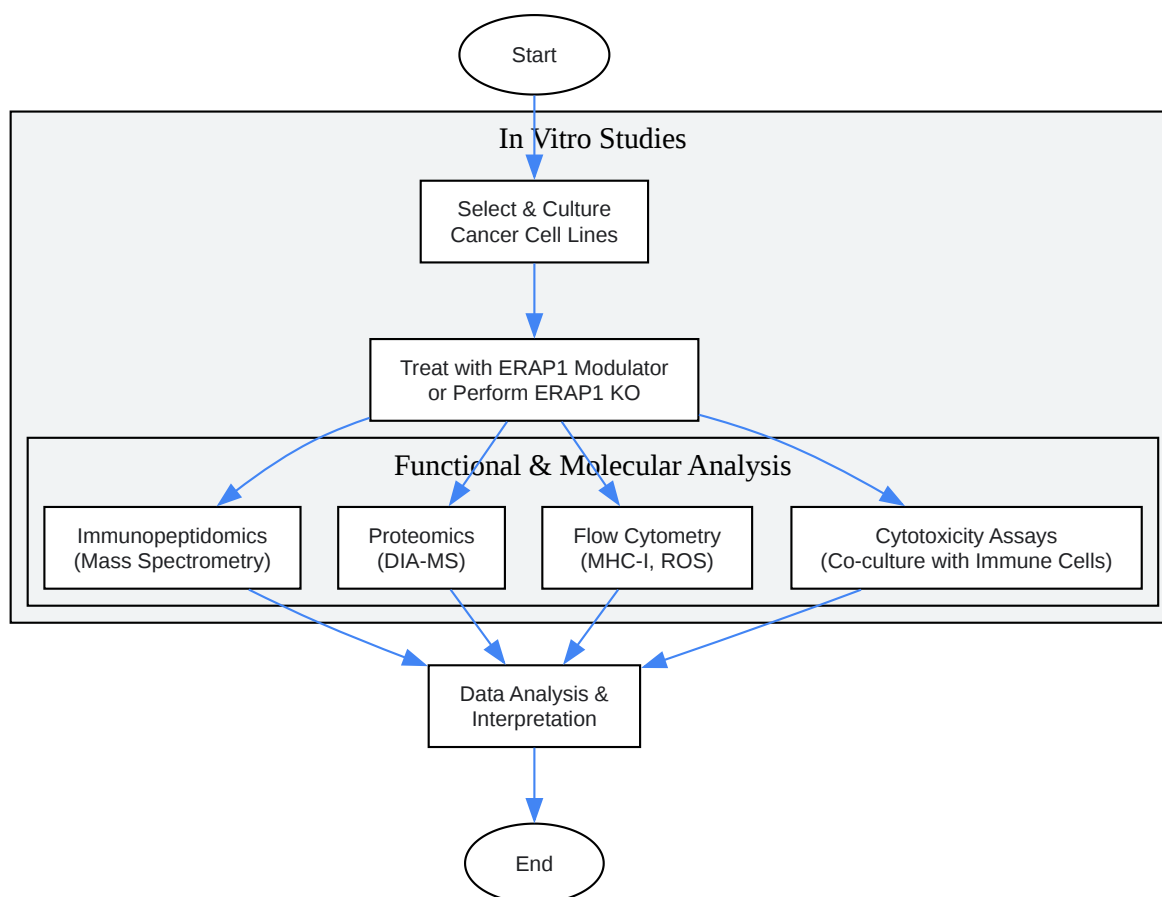 Start
In Vitro Studies
Select & Culture
Cancer Cell Lines
Treat with ERAP1 Modulator
or Perform ERAP1 KO
Functional & Molecular Analysis
Immunopeptidomics
(Mass Spectrometry)
Proteomics
(DIA-MS)
Flow Cytometry
(MHC-I, ROS)
Cytotoxicity Assays
(Co-culture with Immune Cells)
Data Analysis &
Interpretation
End